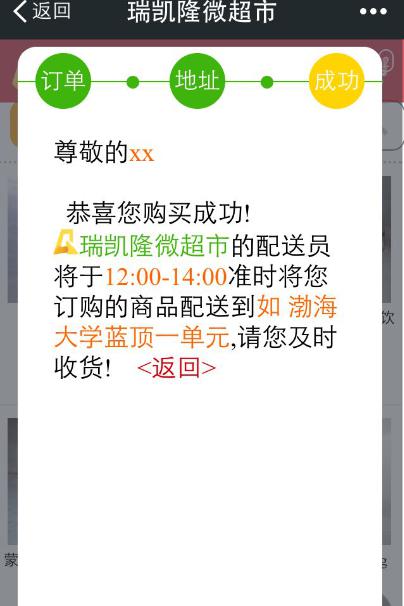 返回 瑞凯隆微超市
订单 地址 成功
尊敬的xx
恭喜您购买成功!
瑞凯隆微超市的配送员
将于12:00-14:00准时将您
订购的商品配送到如 渤海
大学蓝顶一单元,请您及时
收货! <返回>
饮
蒙